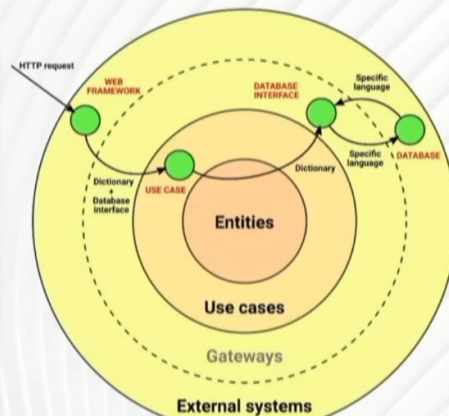 HTTP request
WEB
FRAMEWORK
DATABASE
INTERFACE
Specific
language
Specific
language
DATABASE
Dictionary
+
Database
interface
USE CASE
Dictionary
Entities
Use cases
Gateways
External systems